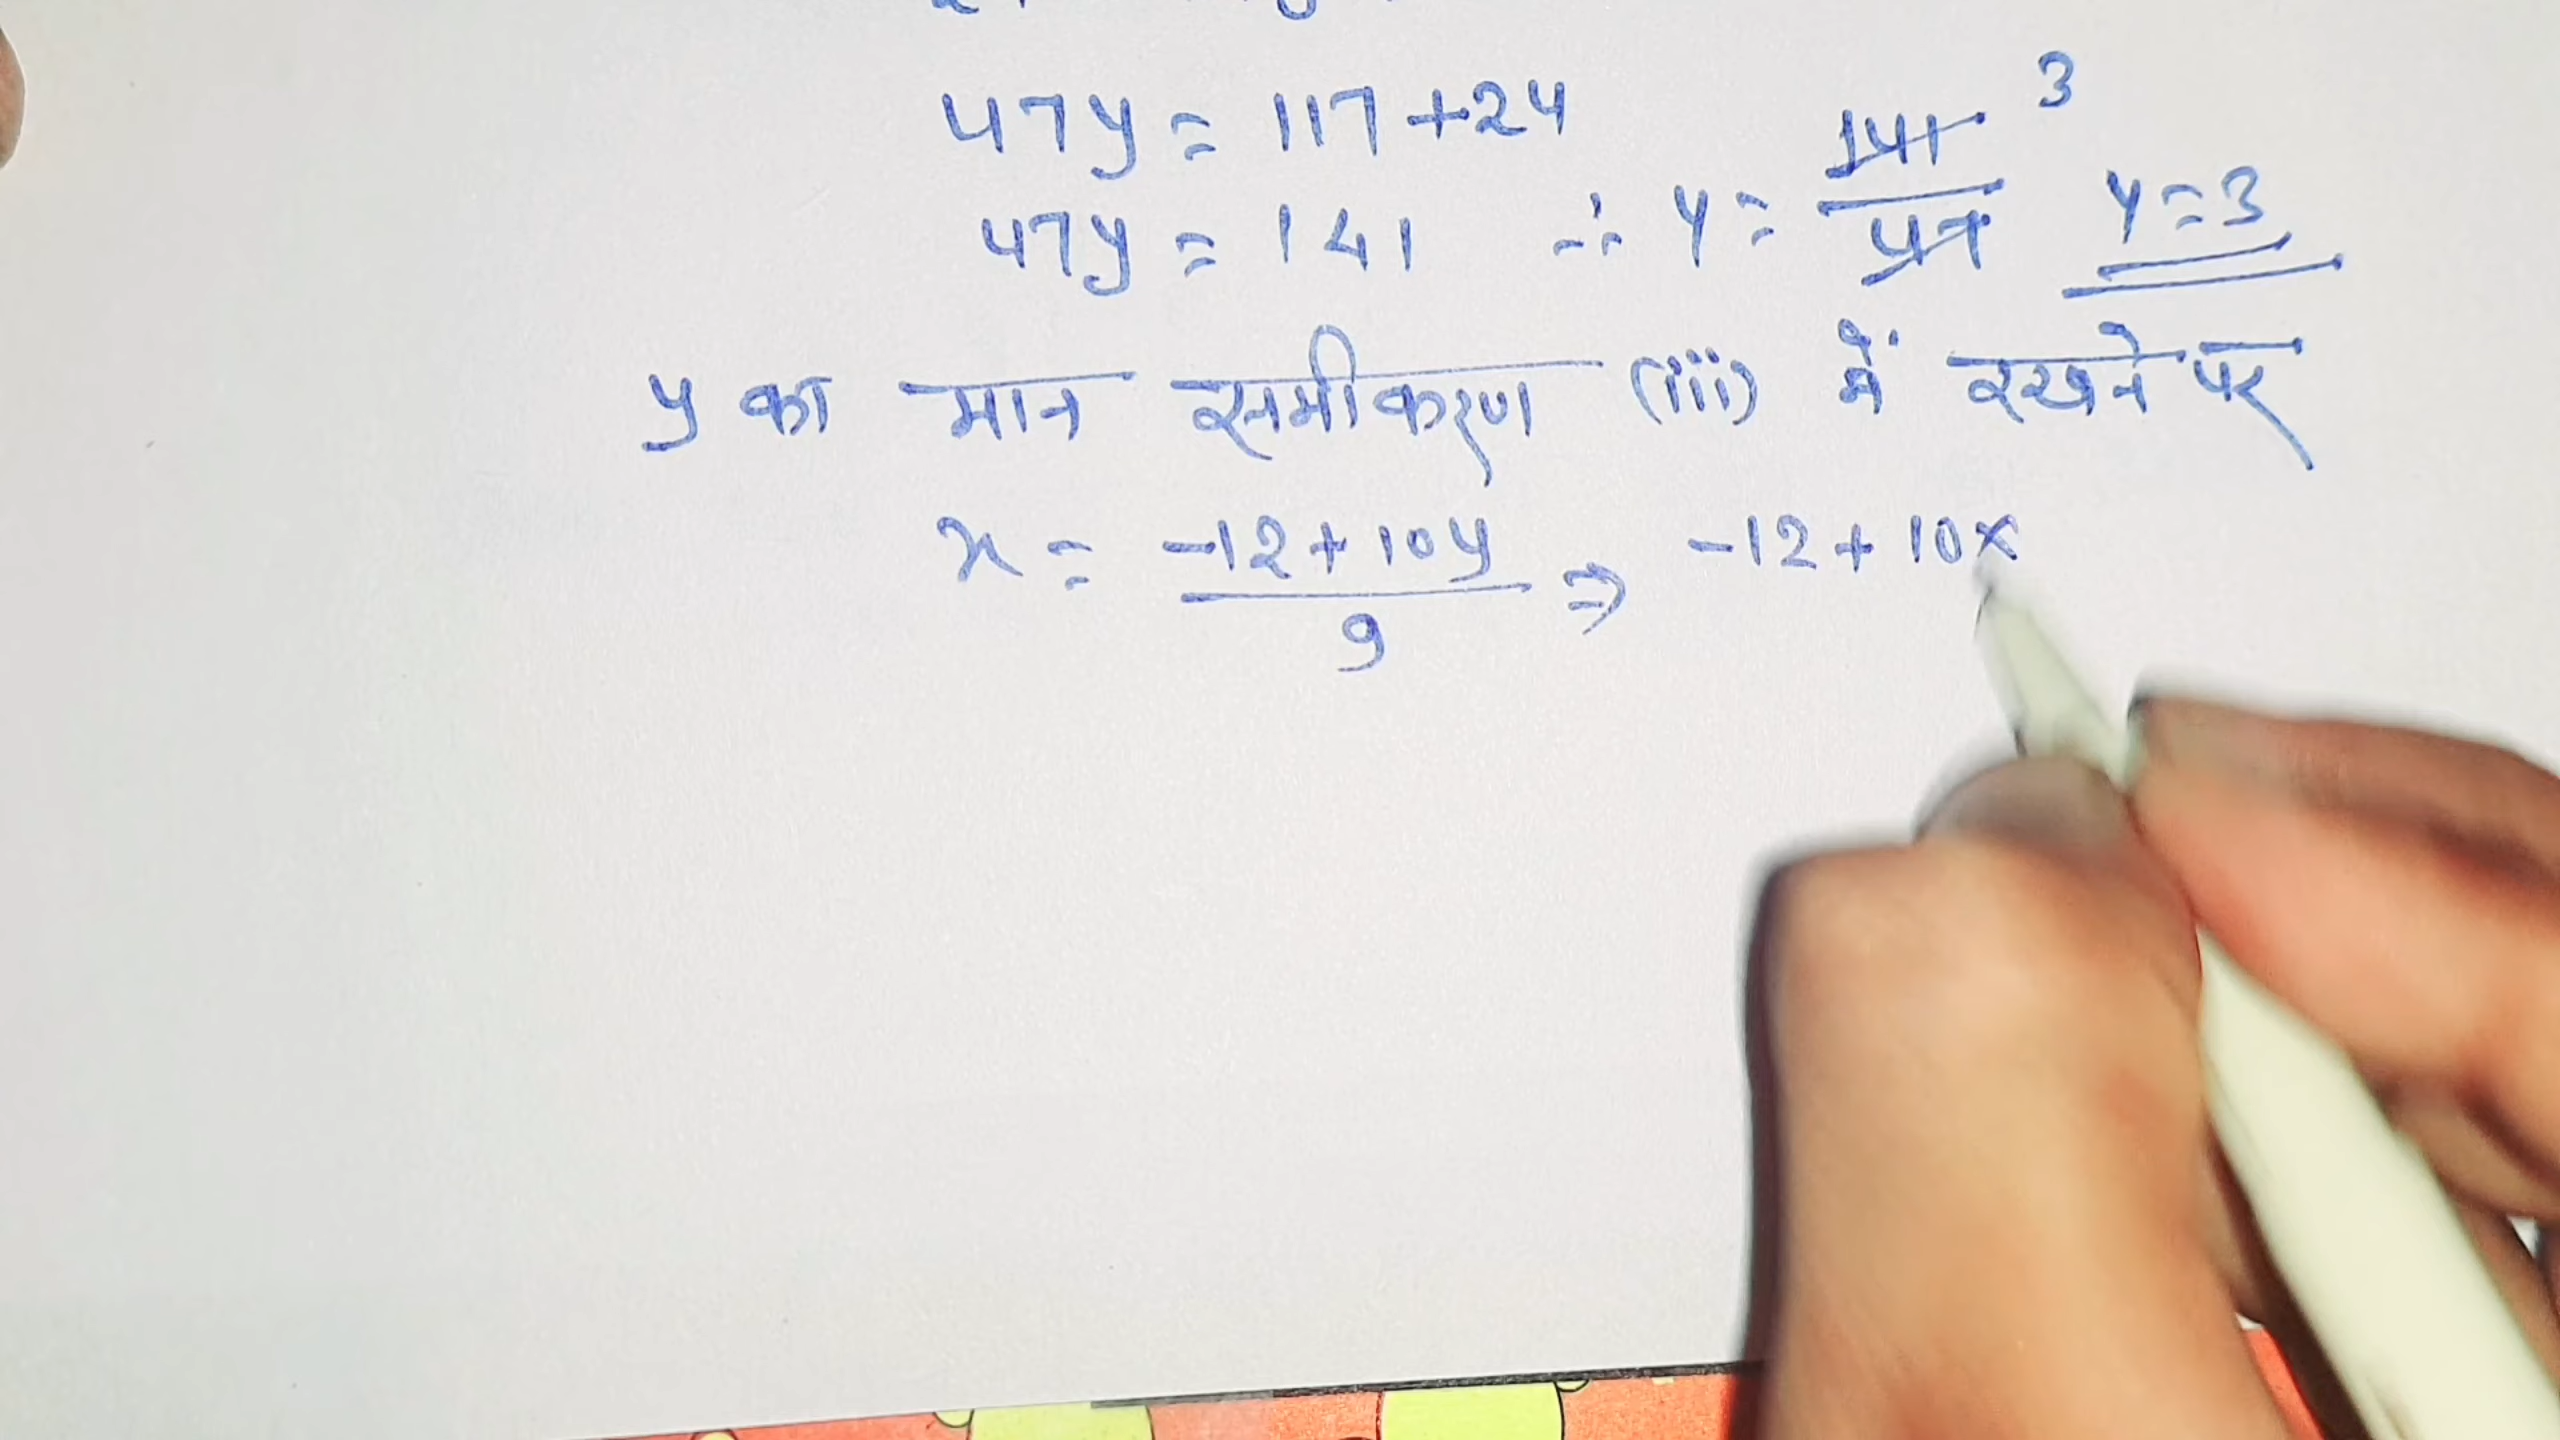 47y = 117 + 24
47y = 141 ∴ y = 141/47 3 y = 3
y का मान समीकरण (iii) में रखने पर
x = -12 + 10y / 9 ⇒ -12 + 10×